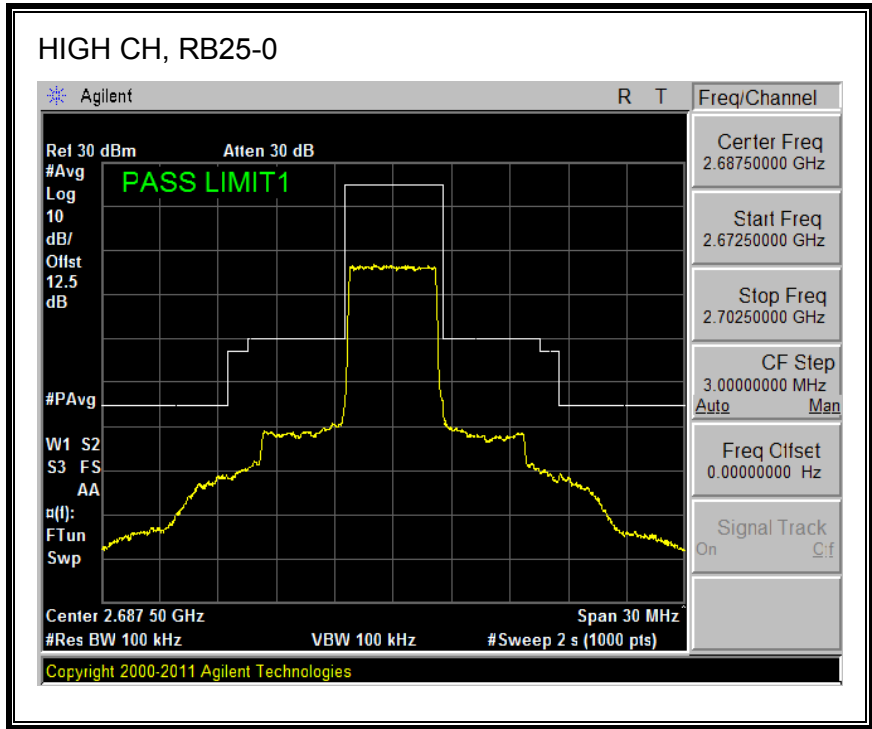 HIGH CH, RB25-0
Agilent R T Freq/Channel
Ref 30 dBm Atten 30 dB
#Avg
Log
10
dB/
Offst
12.5
dB
PASS LIMIT1
#PAvg
W1 S2
S3 FS
AA
¤(f):
FTun
Swp
Center 2.687 50 GHz Span 30 MHz^
#Res BW 100 kHz VBW 100 kHz #Sweep 2 s (1000 pts)
Copyright 2000-2011 Agilent Technologies
Center Freq
2.68750000 GHz
Start Freq
2.67250000 GHz
Stop Freq
2.70250000 GHz
CF Step
3.00000000 MHz
Auto Man
Freq Offset
0.00000000 Hz
Signal Track
On Off